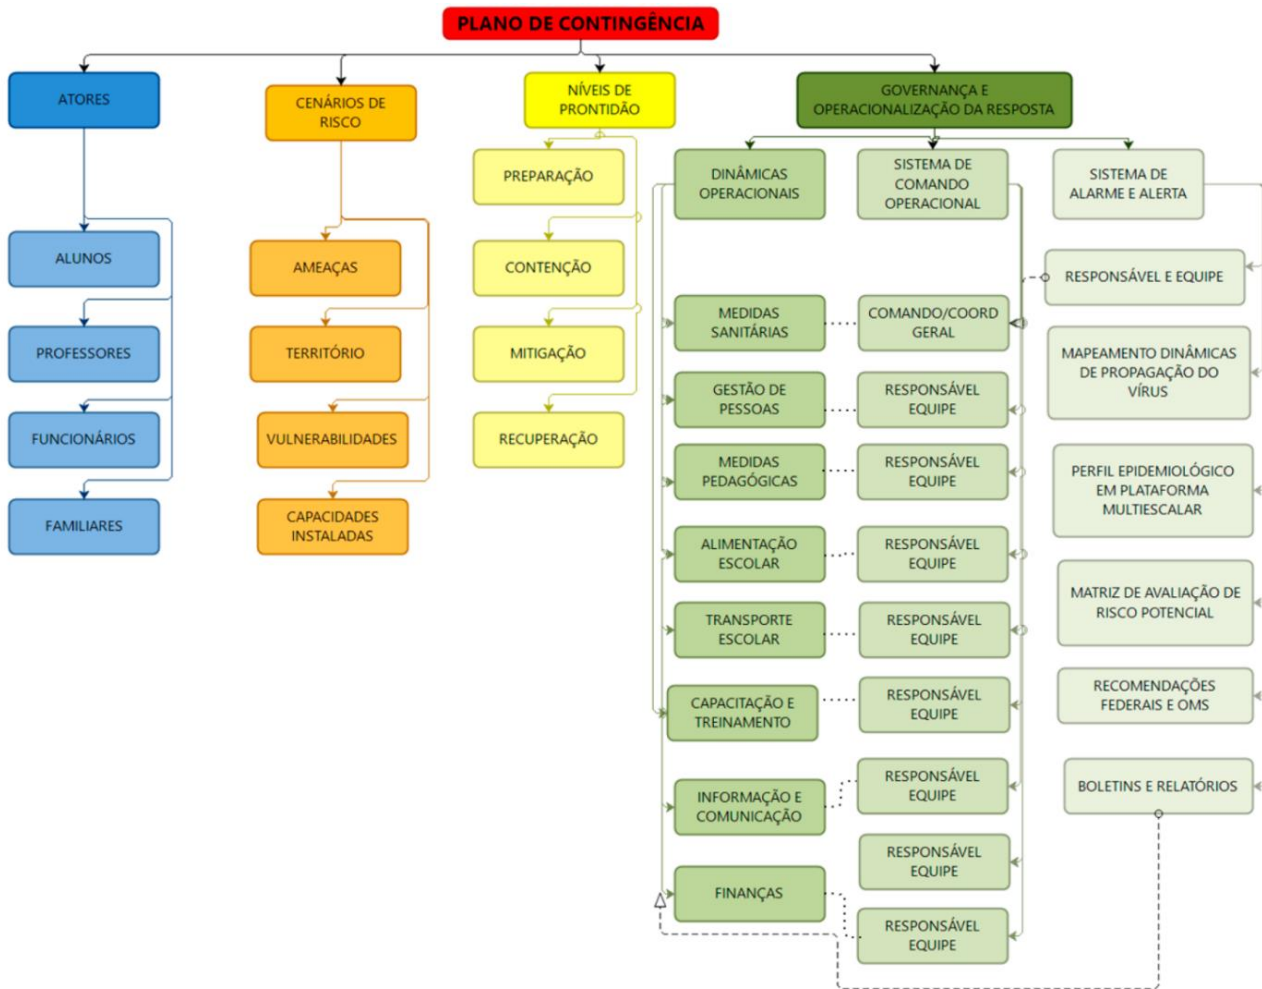 PLANO DE CONTINGÊNCIA
ATORES
ALUNOS
PROFESSORES
FUNCIONÁRIOS
FAMILIARES
CENÁRIOS DE
RISCO
AMEAÇAS
TERRITÓRIO
VULNERABILIDADES
CAPACIDADES
INSTALADAS
NÍVEIS DE
PRONTIDÃO
PREPARAÇÃO
CONTENÇÃO
MITIGAÇÃO
RECUPERAÇÃO
GOVERNANÇA E
OPERACIONALIZAÇÃO DA RESPOSTA
DINÂMICAS
OPERACIONAIS
MEDIDAS
SANITÁRIAS
GESTÃO DE
PESSOAS
MEDIDAS
PEDAGÓGICAS
ALIMENTAÇÃO
ESCOLAR
TRANSPORTE
ESCOLAR
CAPACITAÇÃO E
TREINAMENTO
INFORMAÇÃO E
COMUNICAÇÃO
FINANÇAS
SISTEMA DE
COMANDO
OPERACIONAL
COMANDO/COORD
GERAL
RESPONSÁVEL
EQUIPE
RESPONSÁVEL
EQUIPE
RESPONSÁVEL
EQUIPE
RESPONSÁVEL
EQUIPE
RESPONSÁVEL
EQUIPE
RESPONSÁVEL
EQUIPE
RESPONSÁVEL
EQUIPE
RESPONSÁVEL
EQUIPE
SISTEMA DE
ALARME E ALERTA
RESPONSÁVEL E EQUIPE
MAPEAMENTO DINÂMICAS
DE PROPAGAÇÃO DO
VÍRUS
PERFIL EPIDEMIOLÓGICO
EM PLATAFORMA
MULTIESCALAR
MATRIZ DE AVALIAÇÃO DE
RISCO POTENCIAL
RECOMENDAÇÕES
FEDERAIS E OMS
BOLETINS E RELATÓRIOS